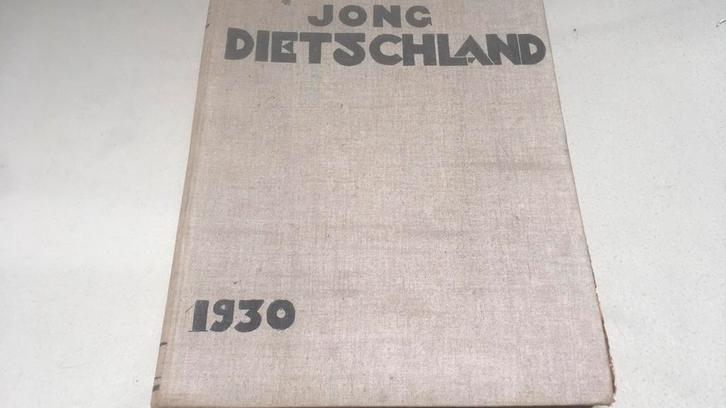 JONG
DIETSCHLAND
1930